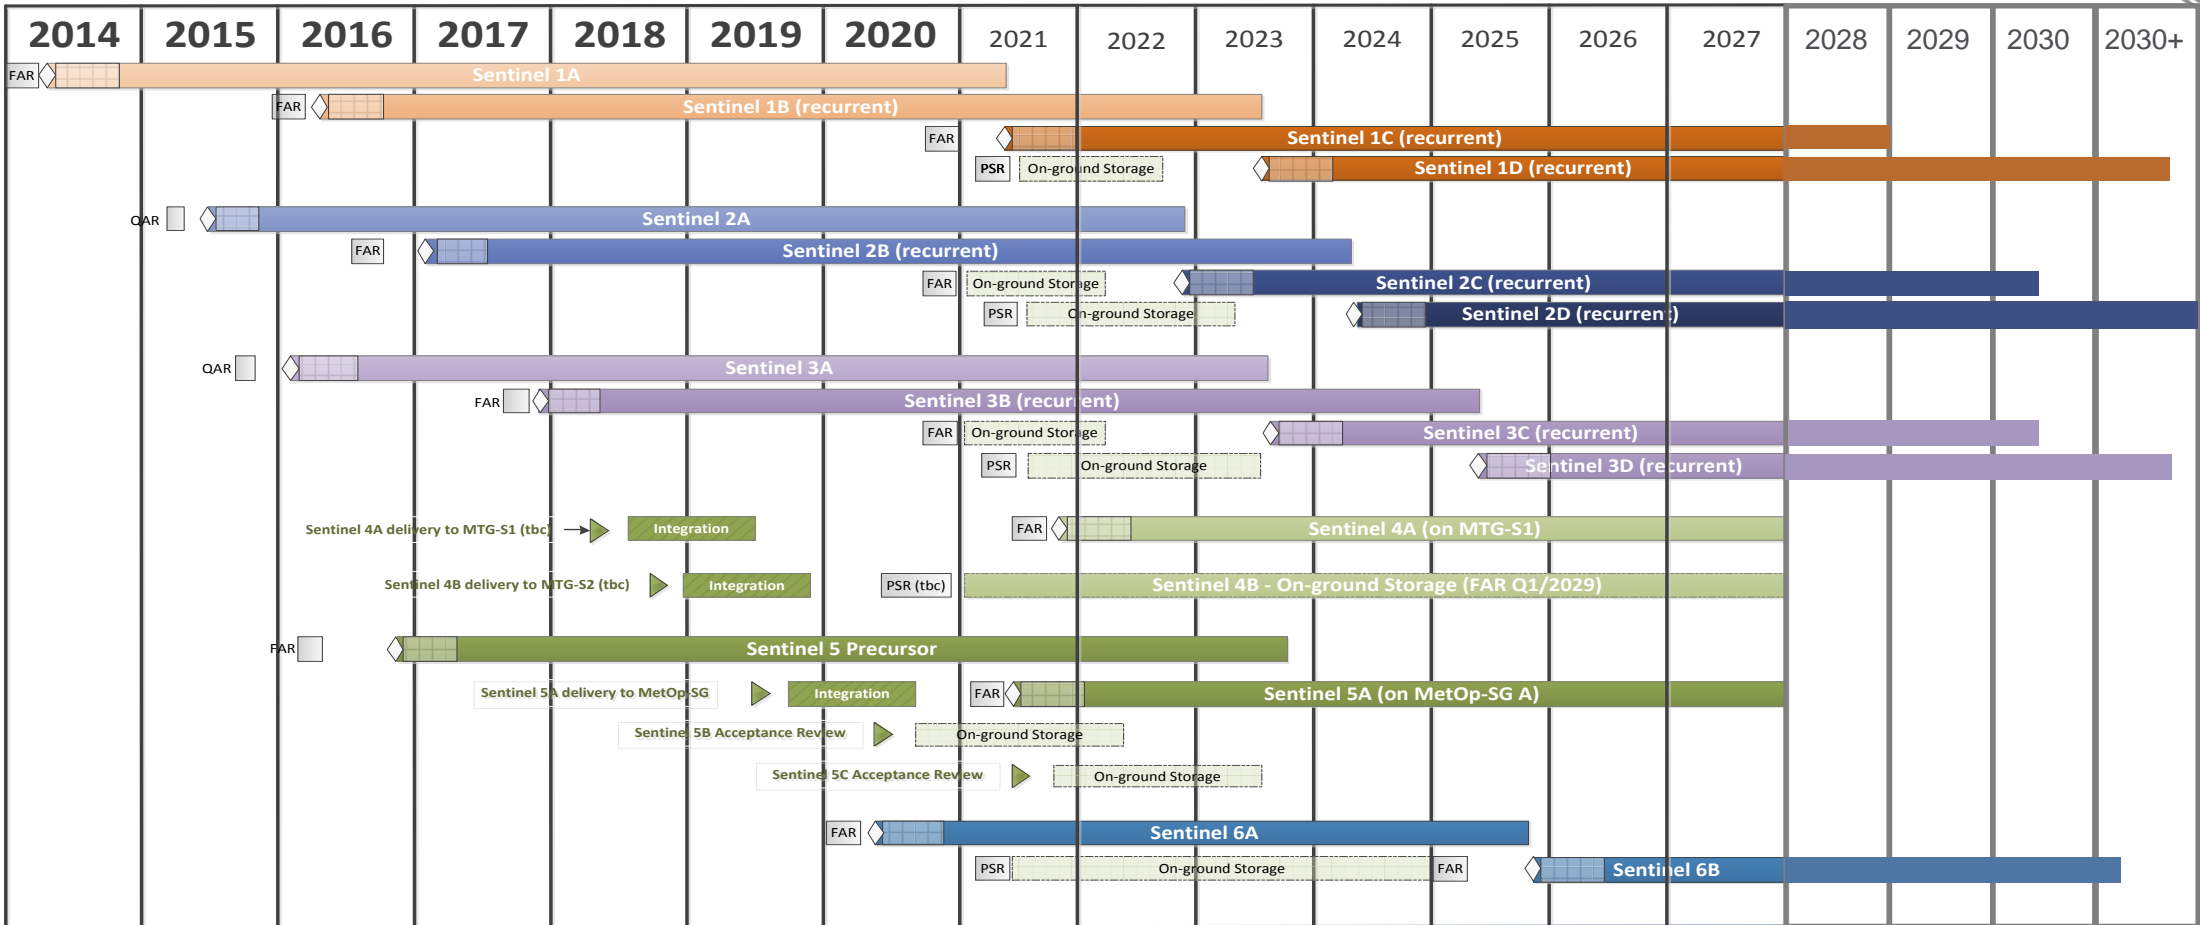 2014 2015 2016 2017 2018 2019 2020 2021 2022 2023 2024 2025 2026 2027 2028 2029 2030 2030+
FAR Sentinel 1A
FAR Sentinel 1B (recurrent)
FAR Sentinel 1C (recurrent)
PSR On-ground Storage Sentinel 1D (recurrent)
QAR Sentinel 2A
FAR Sentinel 2B (recurrent)
FAR On-ground Storage Sentinel 2C (recurrent)
PSR On-ground Storage Sentinel 2D (recurrent)
QAR Sentinel 3A
FAR Sentinel 3B (recurrent)
FAR On-ground Storage Sentinel 3C (recurrent)
PSR On-ground Storage Sentinel 3D (recurrent)
Sentinel 4A delivery to MTG-S1 (tbc) Integration FAR Sentinel 4A (on MTG-S1)
Sentinel 4B delivery to MTG-S2 (tbc) Integration PSR (tbc) Sentinel 4B - On-ground Storage (FAR Q1/2029)
FAR Sentinel 5 Precursor
Sentinel 5A delivery to MetOp-SG Integration FAR Sentinel 5A (on MetOp-SG A)
Sentinel 5B Acceptance Review On-ground Storage
Sentinel 5C Acceptance Review On-ground Storage
FAR Sentinel 6A
PSR On-ground Storage FAR Sentinel 6B